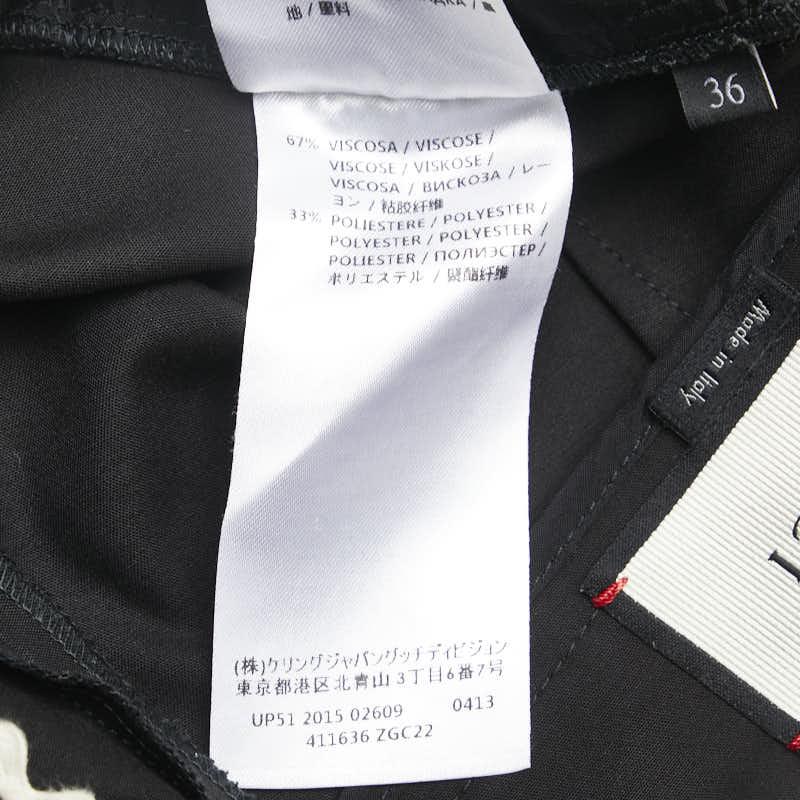 地 / 里料
36
67% VISCOSA / VISCOSE /
VISCOSE / VISKOSE /
VISCOSA / ВИСКОЗА / レー
ヨン / 粘胶纤维
33% POLIESTERE / POLYESTER /
POLYESTER / POLYESTER /
POLIESTER / ПОЛИЭСТЕР /
ポリエステル / 聚酯纤维
Made in Italy
(株)ケリングジャパングッチディビジョン
東京都港区北青山3丁目6番7号
UP51 2015 02609 0413
411636 ZGC22